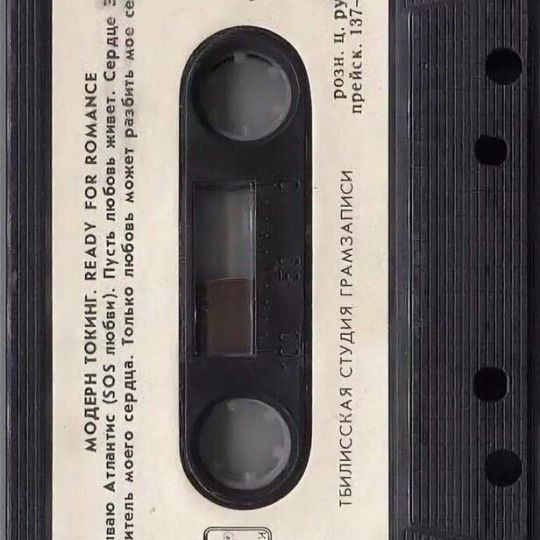 МОДЕРН ТОКИНГ. READY FOR ROMANCE
Атлантис (SOS любви). Пусть любовь живет. Сердце
моего сердца. Только любовь может разбить мое
розн. ц.
прейск. 137—
ТБИЛИССКАЯ СТУДИЯ ГРАМЗАПИСИ